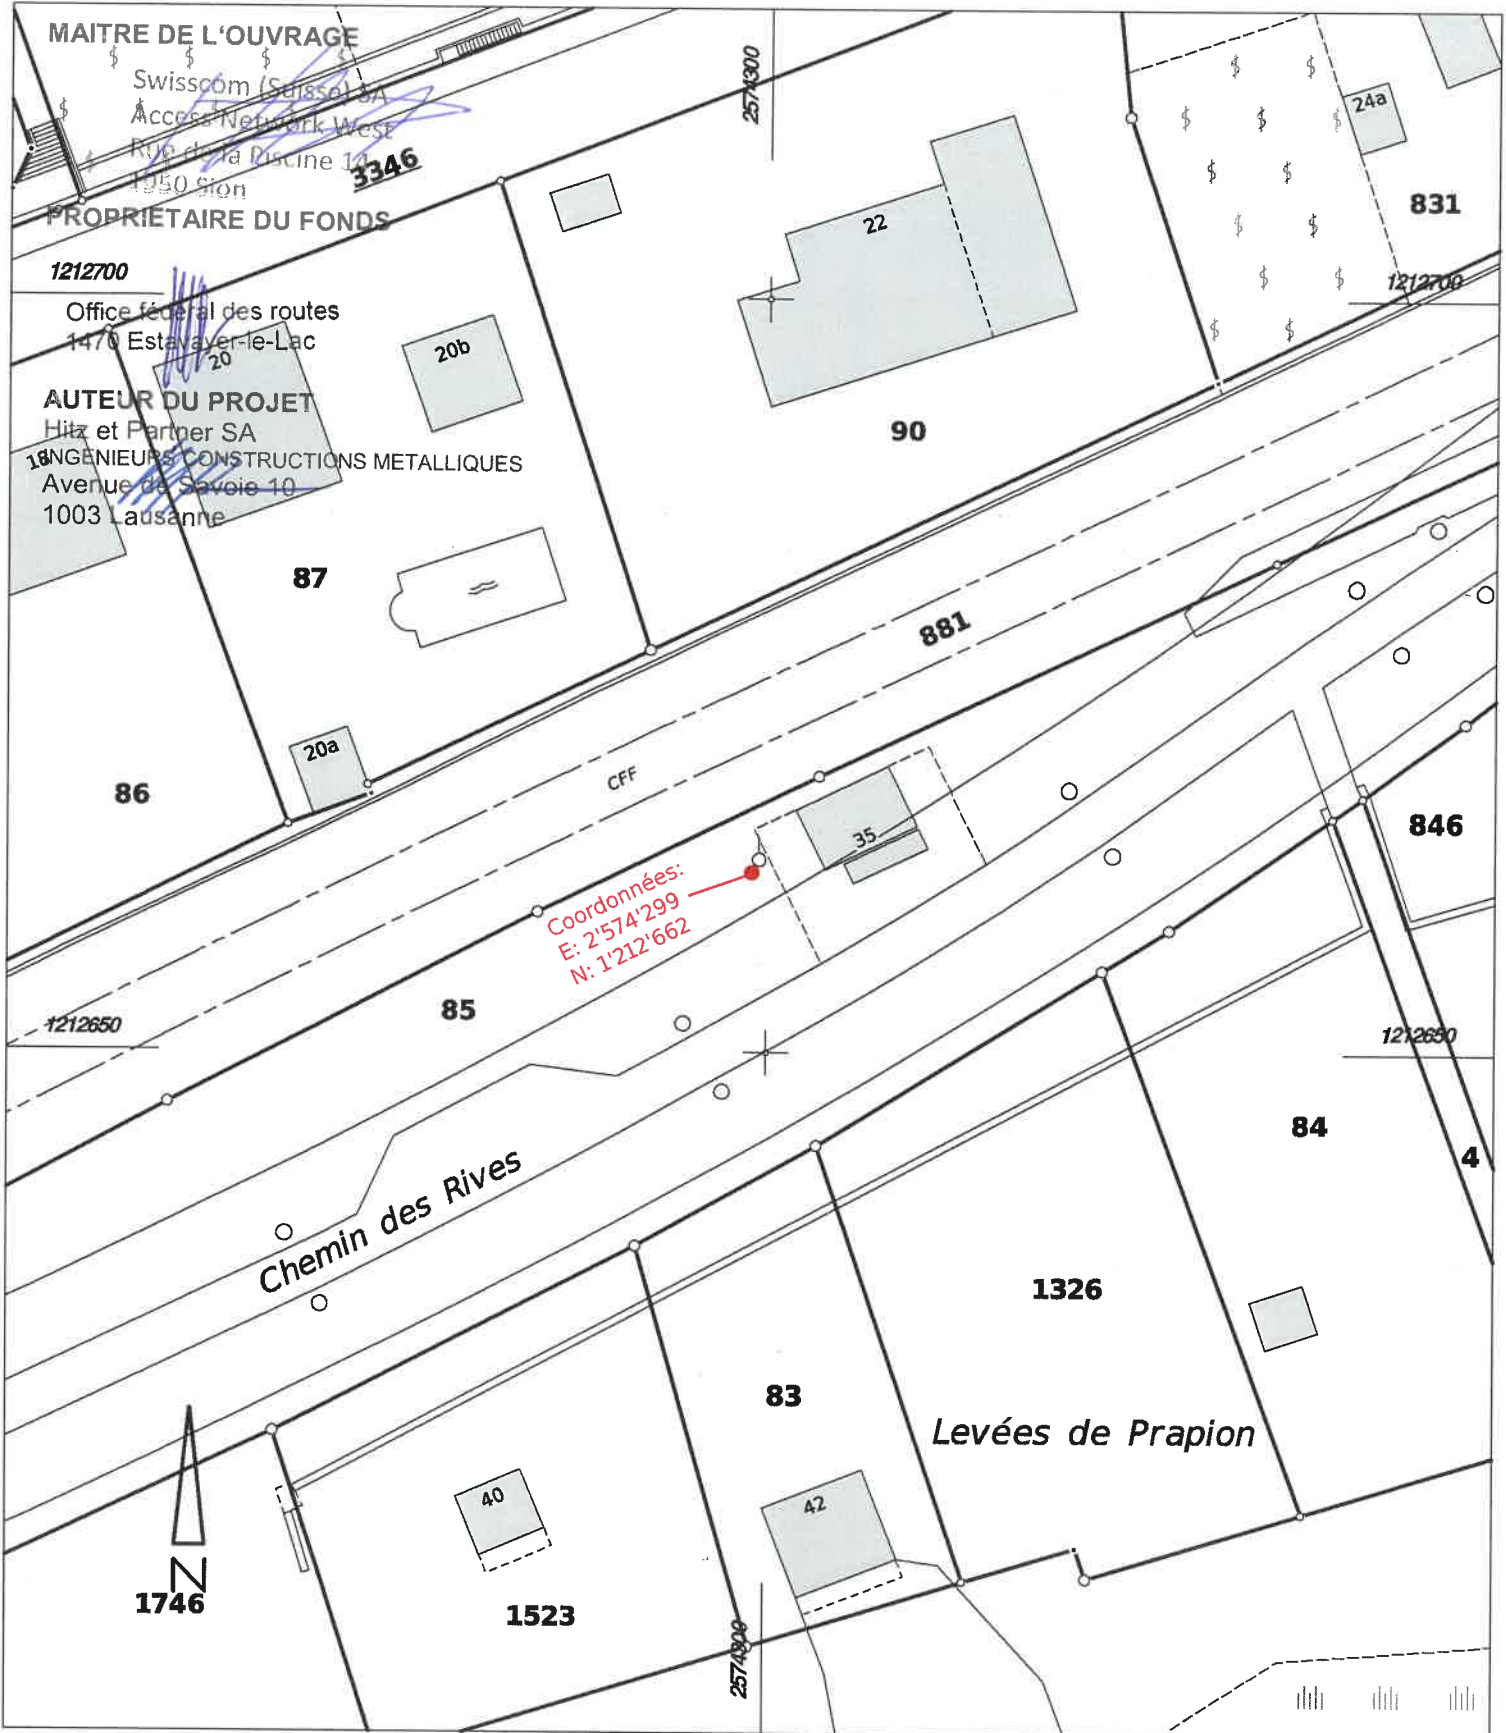 MAITRE DE L'OUVRAGE
Swisscom (Suisse) SA
Access Network West
Rue de la Piscine 14
1950 Sion
PROPRIETAIRE DU FONDS
3346
2574300
24a
22
831
1212700
1212700
Office fédéral des routes
1470 Estavayer-le-Lac
20
20b
AUTEUR DU PROJET
Hitz et Partner SA
18
INGENIEURS CONSTRUCTIONS METALLIQUES
Avenue de Savoie 10
1003 Lausanne
90
87
881
20a
CFF
86
35
846
Coordonnées:
E: 2'574'299
N: 1'212'662
85
1212650
1212650
84
4
Chemin des Rives
1326
83
Levées de Prapion
40
42
N
1746
1523
2574300